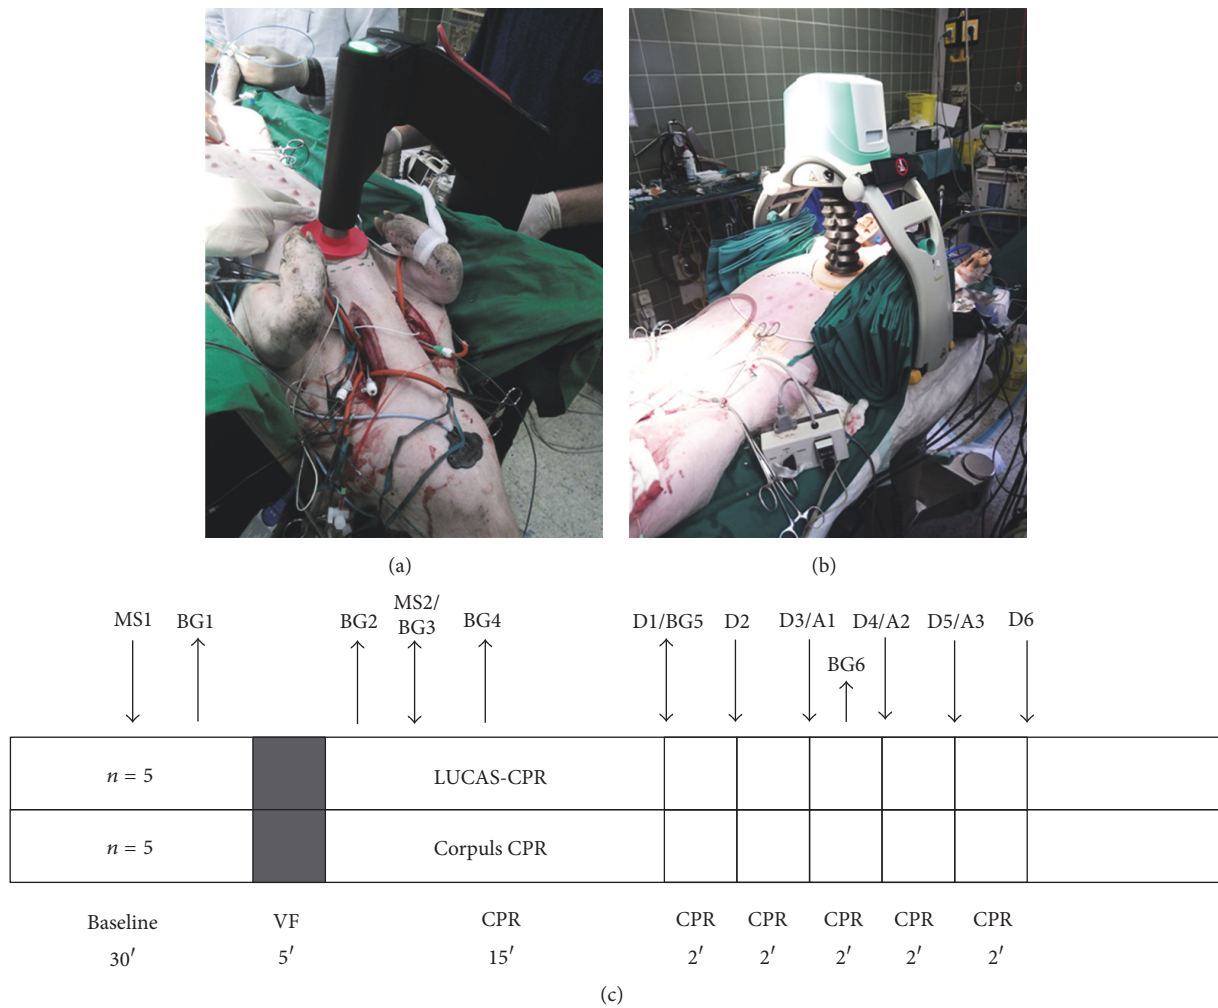 (a)
(b)
MS1
BG1
BG2
MS2/
BG3
BG4
D1/BG5
D2
D3/A1
BG6
D4/A2
D5/A3
D6
n = 5
LUCAS-CPR
n = 5
Corpuls CPR
Baseline
VF
CPR
CPR
CPR
CPR
CPR
CPR
30′
5′
15′
2′
2′
2′
2′
2′
(c)